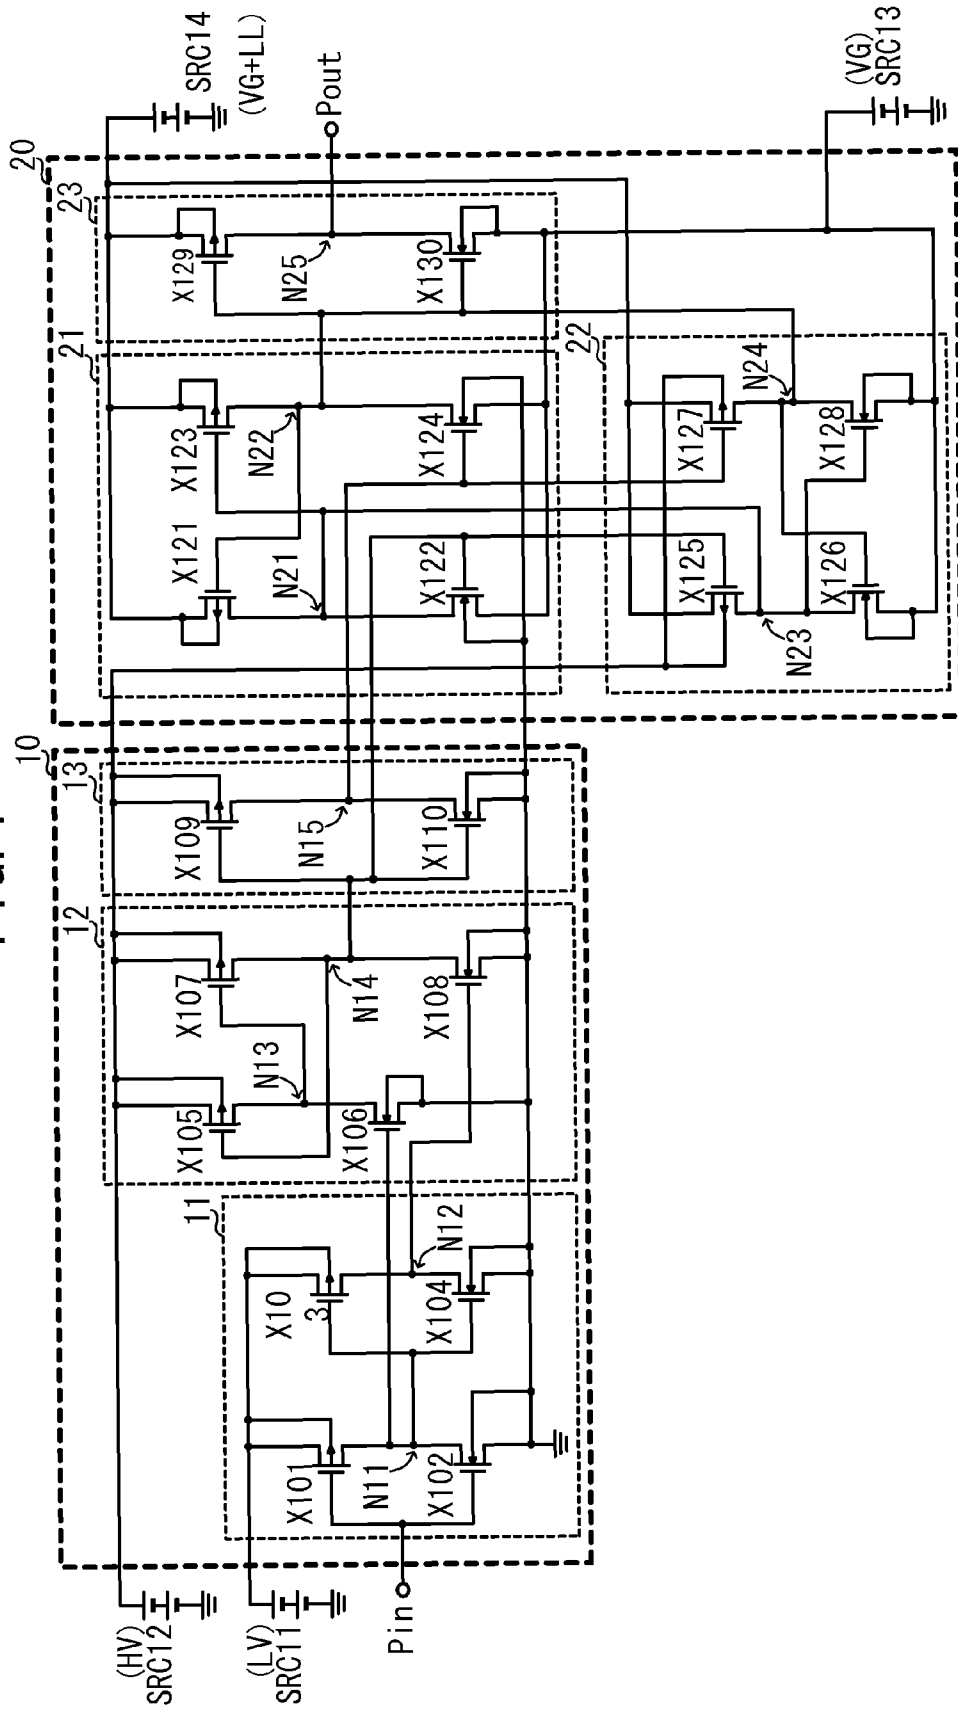 (HV)
SRC12
(LV)
SRC11
Pin
10
11
X101
N11
X102
X10
3
N12
X104
12
X105
N13
X106
X107
N14
X108
13
X109
N15
X110
20
21
X121
N21
X122
X123
N22
X124
22
X125
N23
X126
X127
N24
X128
23
X129
N25
X130
SRC14
(VG+LL)
Pout
(VG)
SRC13